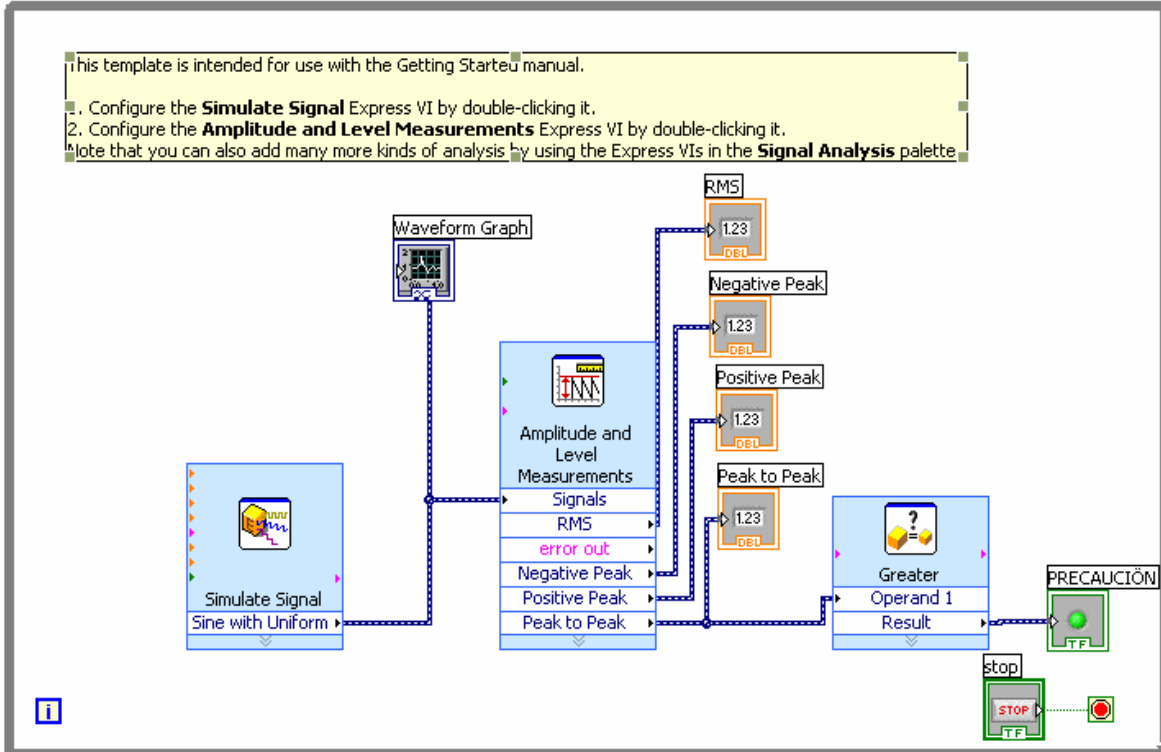 This template is intended for use with the Getting Started manual.
1. Configure the Simulate Signal Express VI by double-clicking it.
2. Configure the Amplitude and Level Measurements Express VI by double-clicking it.
Note that you can also add many more kinds of analysis by using the Express VIs in the Signal Analysis palette
RMS
1.23
DBL
Waveform Graph
Negative Peak
1.23
DBL
Positive Peak
1.23
DBL
Amplitude and
Level
Measurements
Signals
RMS
error out
Negative Peak
Positive Peak
Peak to Peak
Peak to Peak
1.23
DBL
Simulate Signal
Sine with Uniform
?
=
Greater
Operand 1
Result
PRECAUCIÖN
TF
stop
STOP
TF
i